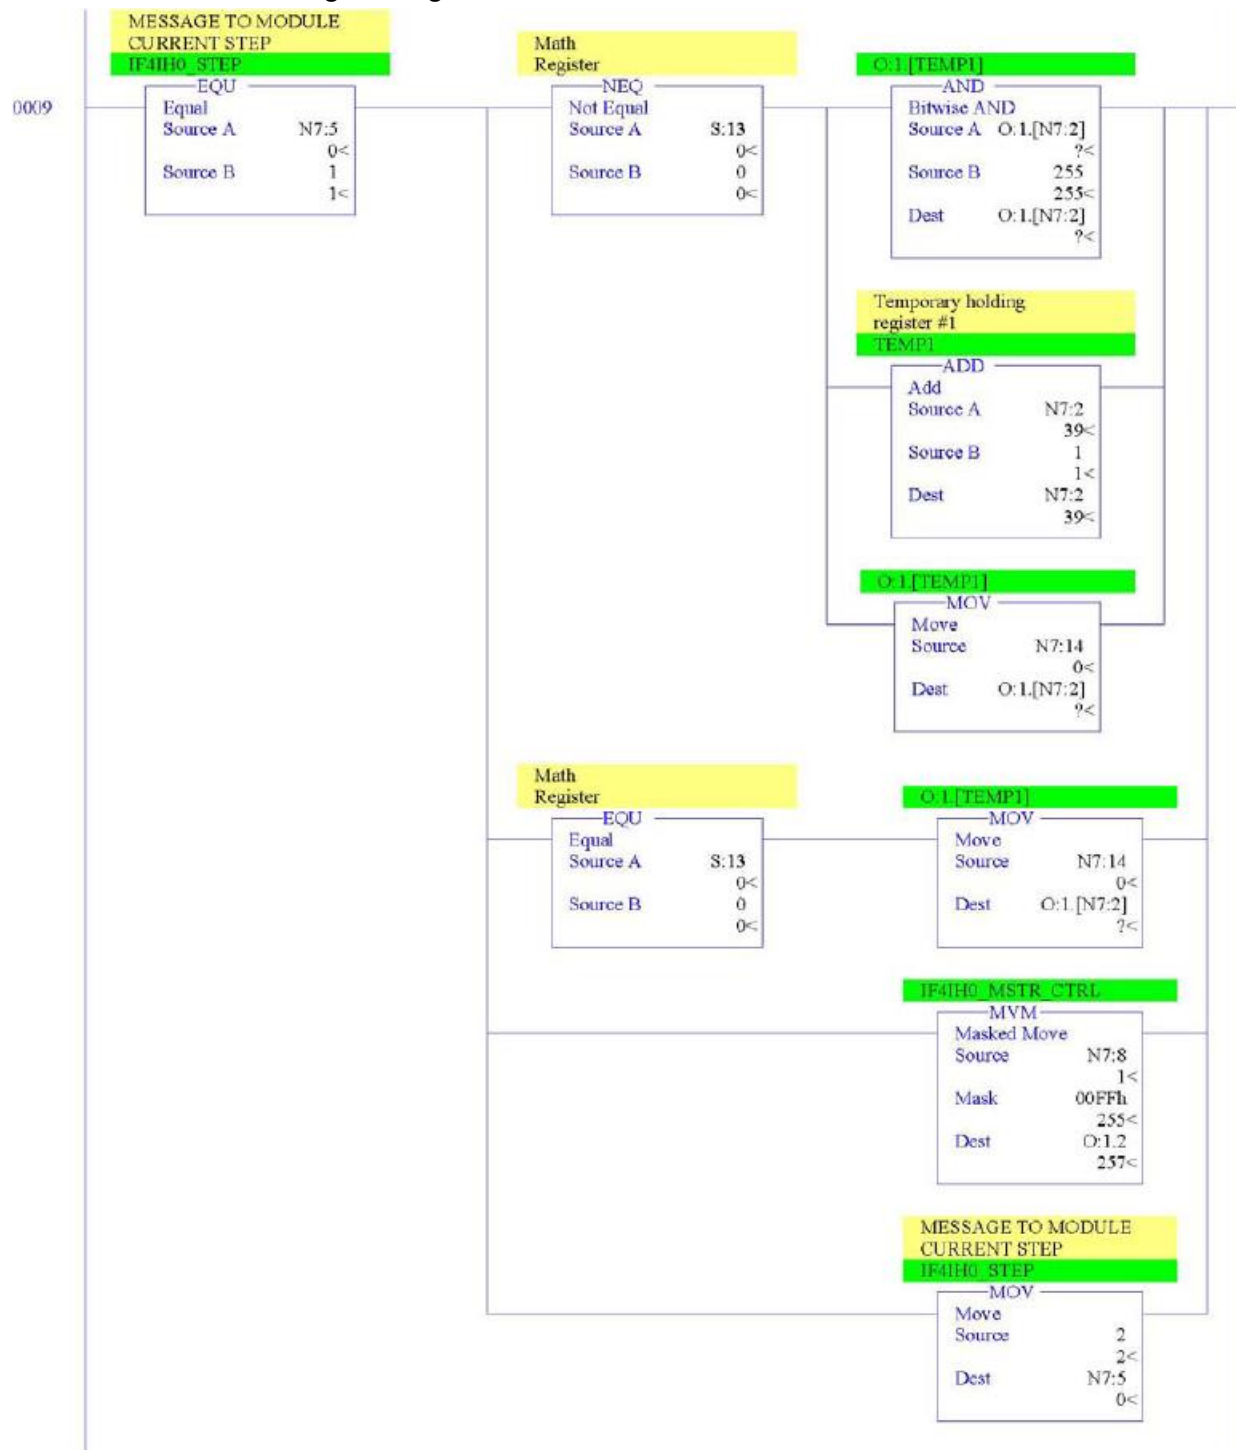 MESSAGE TO MODULE
CURRENT STEP
IF4IH0_STEP
EQU
Equal
Source A N7:5
0<
Source B 1
1<
0009
Math
Register
NEQ
Not Equal
Source A S:13
0<
Source B 0
0<
O:1.[TEMP1]
AND
Bitwise AND
Source A O:1.[N7:2]
?<
Source B 255
255<
Dest O:1.[N7:2]
?<
Temporary holding
register #1
TEMP1
ADD
Add
Source A N7:2
39<
Source B 1
1<
Dest N7:2
39<
O:1.[TEMP1]
MOV
Move
Source N7:14
0<
Dest O:1.[N7:2]
?<
Math
Register
EQU
Equal
Source A S:13
0<
Source B 0
0<
O:1.[TEMP1]
MOV
Move
Source N7:14
0<
Dest O:1.[N7:2]
?<
IF4IH0_MSTR_CTRL
MVM
Masked Move
Source N7:8
1<
Mask 00FFh
255<
Dest O:1.2
257<
MESSAGE TO MODULE
CURRENT STEP
IF4IH0_STEP
MOV
Move
Source 2
2<
Dest N7:5
0<